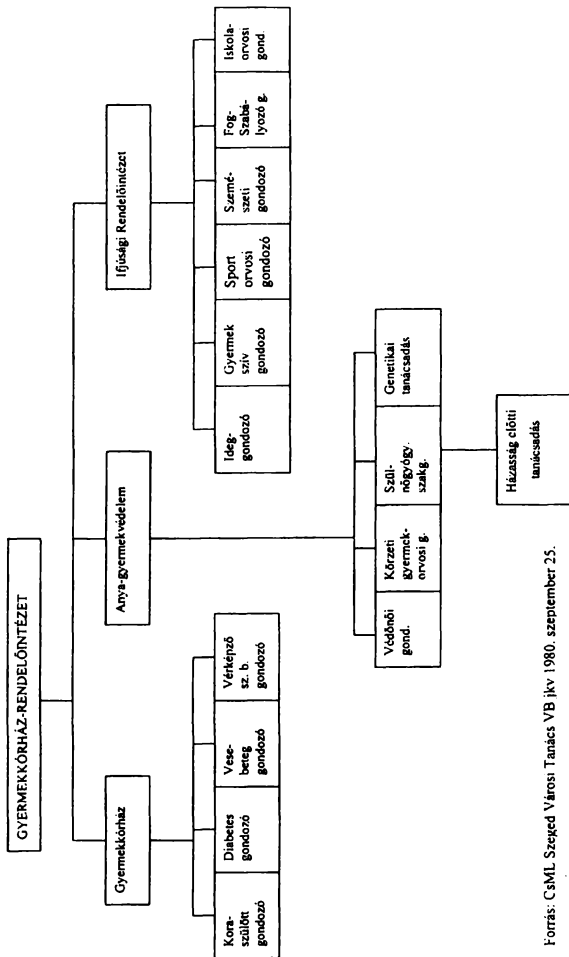 GYERMEKKÓRHÁZ-RENDELŐINTÉZET
Gyermekkórház
Anya-gyermekvédelem
Ifjúsági Rendelőintézet
Kora-
szülött
gondozó
Diabetes
gondozó
Vese-
beteg
gondozó
Vérképző
sz. b.
gondozó
Ideg-
gondozó
Gyermek
szív
gondozó
Sport
orvosi
gondozó
Szemé-
szeti
gondozó
Fog-
Szabá-
lyozó g.
Iskola-
orvosi
gond.
Védőnői
gond.
Körzeti
gyermek-
orvosi g.
Szül-
nőgyógy.
szakg.
Genetikai
tanácsadás
Házasság előtti
tanácsadás
Forrás: CsML Szeged Városi Tanács VB jkv 1980. szeptember 25.